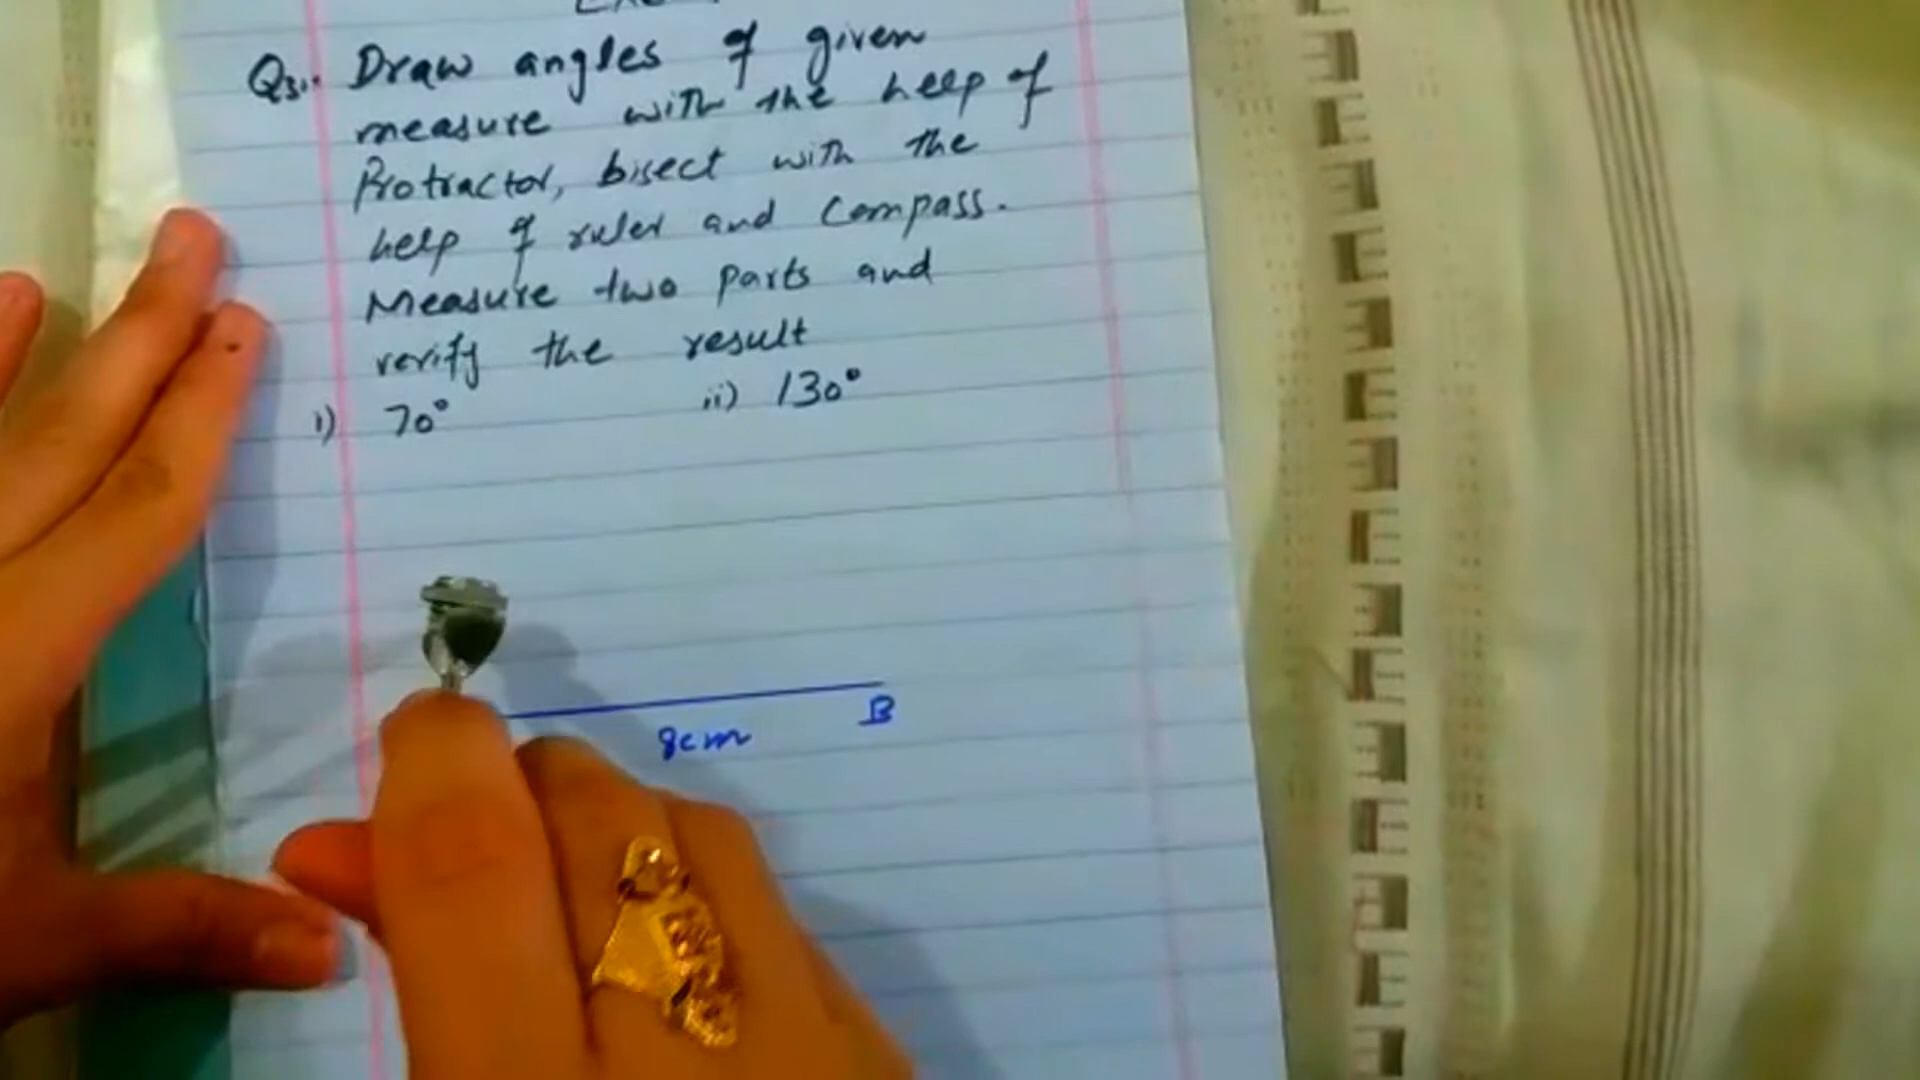 Q3:. Draw angles of given
measure with the help of
Protractor, bisect with the
help of ruler and Compass.
Measure two parts and
verify the result
i) 70° ii) 130°
B
8cm